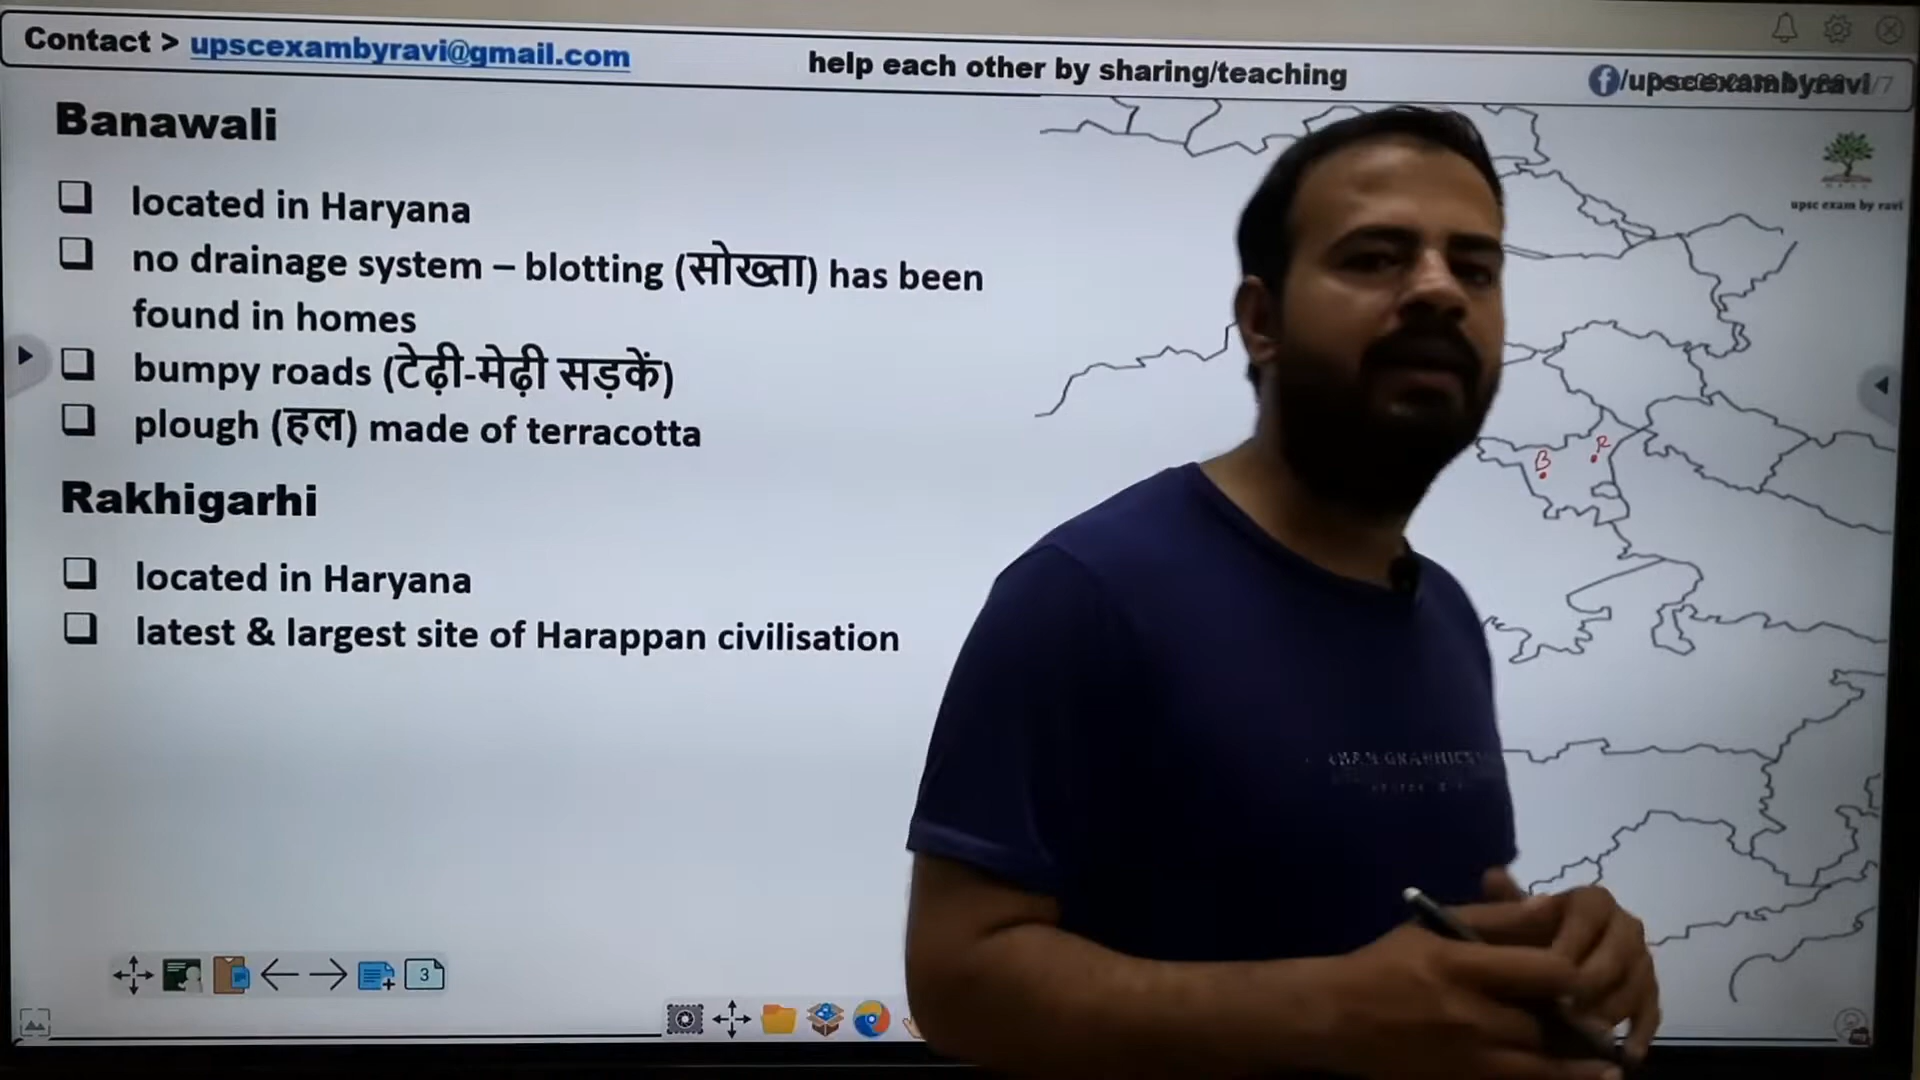 Contact > upscexambyravi@gmail.com
help each other by sharing/teaching
/upscexambyravi
upsc exam by ravi
Banawali
❑ located in Haryana
❑ no drainage system – blotting (सोख्ता) has been
found in homes
❑ bumpy roads (टेढ़ी-मेढ़ी सड़कें)
❑ plough (हल) made of terracotta
B
R
Rakhigarhi
❑ located in Haryana
❑ latest & largest site of Harappan civilisation
3